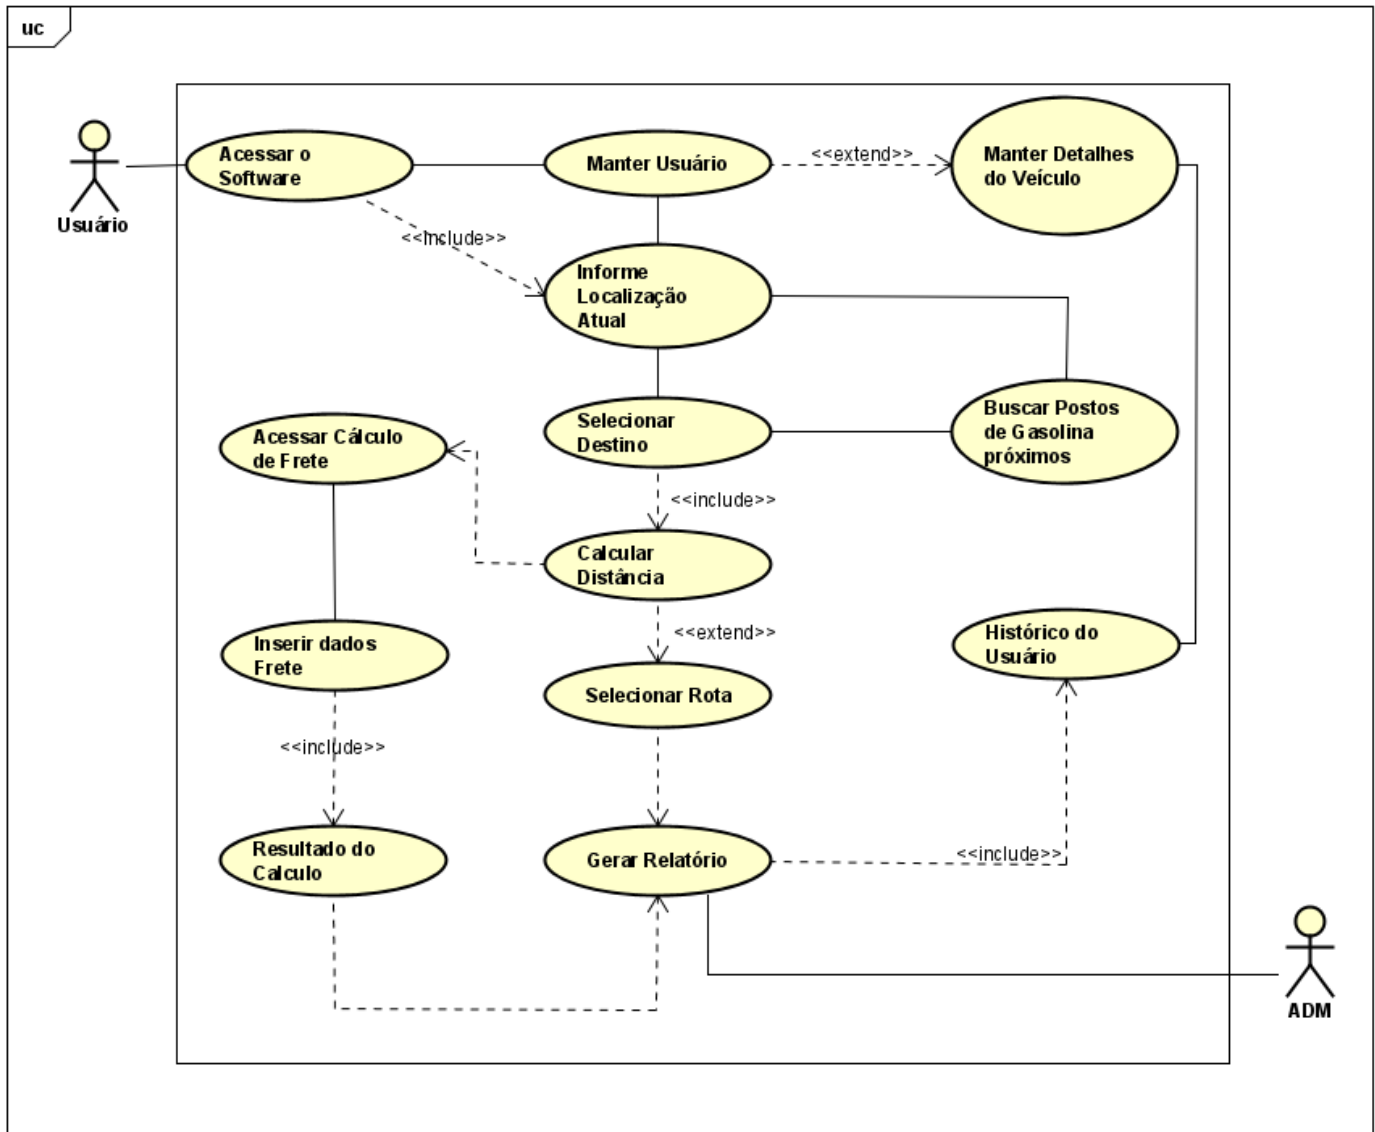 uc
Acessar o
Software
Manter Usuário
<<extend>>
Manter Detalhes
do Veículo
Usuário
<<include>>
Informe
Localização
Atual
Selecionar
Destino
Buscar Postos
de Gasolina
próximos
Acessar Cálculo
de Frete
<<include>>
Calcular
Distância
<<extend>>
Inserir dados
Frete
Histórico do
Usuário
Selecionar Rota
<<include>>
Resultado do
Calculo
Gerar Relatório
<<include>>
ADM